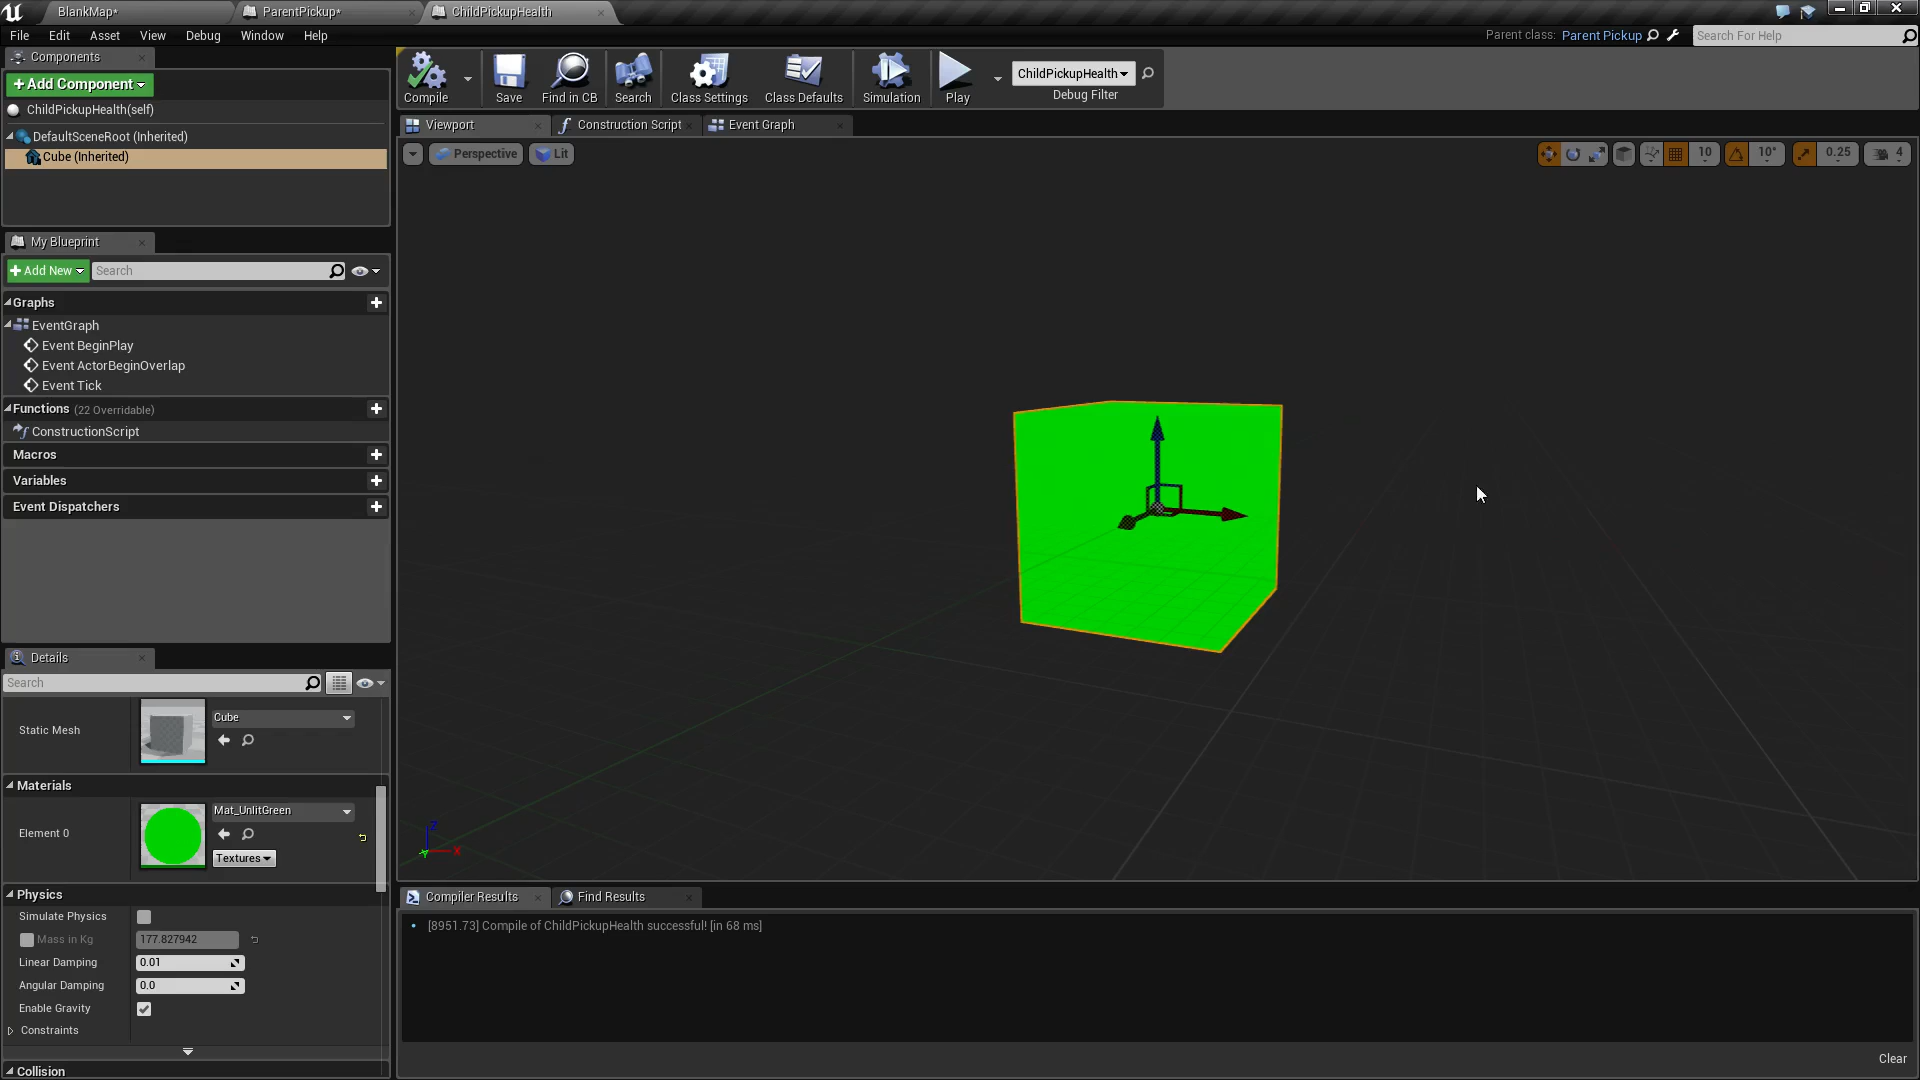 BlankMap*
ParentPickup*
ChildPickupHealth
File Edit Asset View Debug Window Help
Parent class: Parent Pickup
Search For Help
Components
+ Add Component
ChildPickupHealth(self)
DefaultSceneRoot (Inherited)
Cube (Inherited)
Compile
Save
Find in CB
Search
Class Settings
Class Defaults
Simulation
Play
ChildPickupHealth
Debug Filter
Viewport
Construction Script
Event Graph
Perspective
Lit
10
10°
0.25
4
My Blueprint
+ Add New
Search
Graphs
EventGraph
Event BeginPlay
Event ActorBeginOverlap
Event Tick
Functions (22 Overridable)
ConstructionScript
Macros
Variables
Event Dispatchers
Z
X
Y
Details
Search
Static Mesh
Cube
Materials
Element 0
Mat_UnlitGreen
Textures
Physics
Simulate Physics
Mass in Kg
177.827942
Linear Damping
0.01
Angular Damping
0.0
Enable Gravity
Constraints
Collision
Compiler Results
Find Results
[8951.73] Compile of ChildPickupHealth successful! [in 68 ms]
Clear